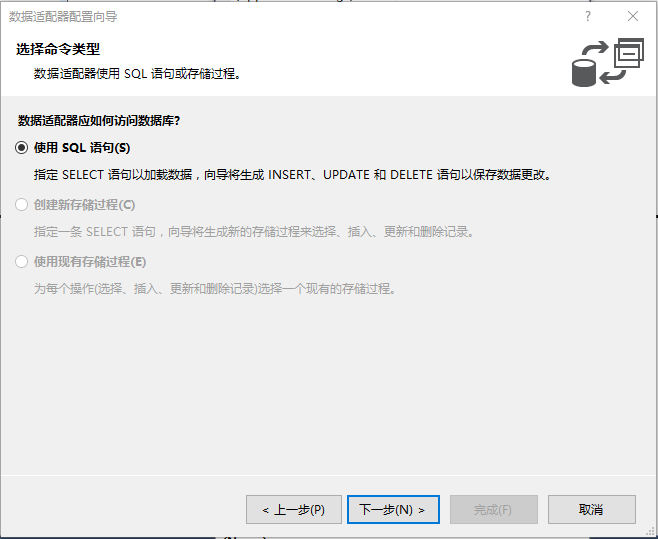 数据适配器配置向导
选择命令类型
数据适配器使用 SQL 语句或存储过程。
数据适配器应如何访问数据库?
使用 SQL 语句(S)
指定 SELECT 语句以加载数据，向导将生成 INSERT、UPDATE 和 DELETE 语句以保存数据更改。
创建新存储过程(C)
指定一条 SELECT 语句，向导将生成新的存储过程来选择、插入、更新和删除记录。
使用现有存储过程(E)
为每个操作(选择、插入、更新和删除记录)选择一个现有的存储过程。
< 上一步(P) 下一步(N) > 完成(F) 取消